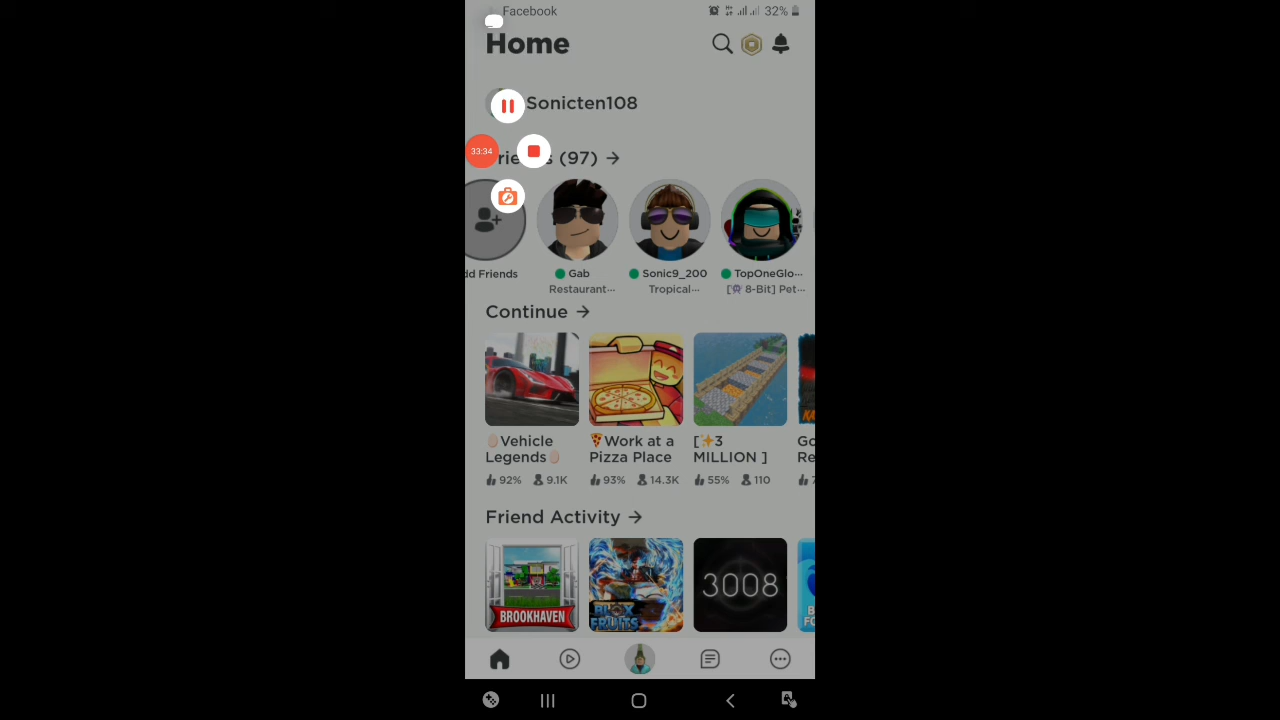 Facebook
32%
Home
Sonicten108
33:34
(97) →
dd Friends
Gab
Sonic9_200
TopOneGlo...
Restaurant...
Tropical...
[👾 8-Bit] Pet...
Continue →
🥚Vehicle Legends🥚
🍕Work at a Pizza Place
[✨3 MILLION ]
Go
Re
92% 9.1K
93% 14.3K
55% 110
Friend Activity →
BROOKHAVEN
BLOX FRUITS
3008